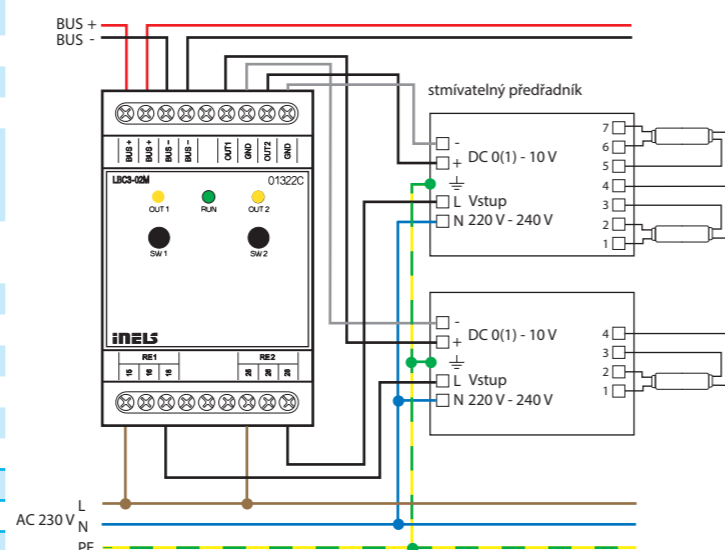 BUS +
BUS -
stmívatelný předřadník
BUS +
BUS +
BUS -
BUS -
OUT1
GND
OUT2
GND
LBC3-02M
01322C
OUT 1
RUN
OUT 2
SW 1
SW 2
iNELS
RE1
RE2
15
16
18
25
26
28
-
+ DC 0(1) - 10 V
L Vstup
N 220 V - 240 V
7
6
5
4
3
2
1
-
+ DC 0(1) - 10 V
L Vstup
N 220 V - 240 V
4
3
2
1
L
AC 230 V N
PE